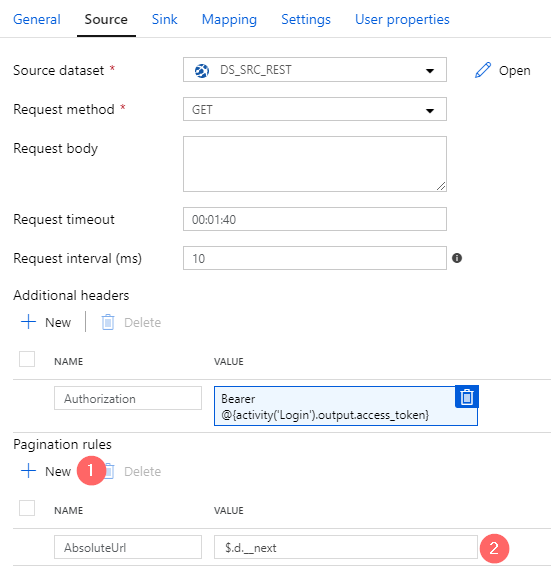 General Source Sink Mapping Settings User properties
Source dataset * DS_SRC_REST Open
Request method * GET
Request body
Request timeout 00:01:40
Request interval (ms) 10
Additional headers
New Delete
NAME VALUE
Authorization Bearer
@{activity('Login').output.access_token}
Pagination rules
New 1 Delete
NAME VALUE
AbsoluteUrl $.d.__next 2